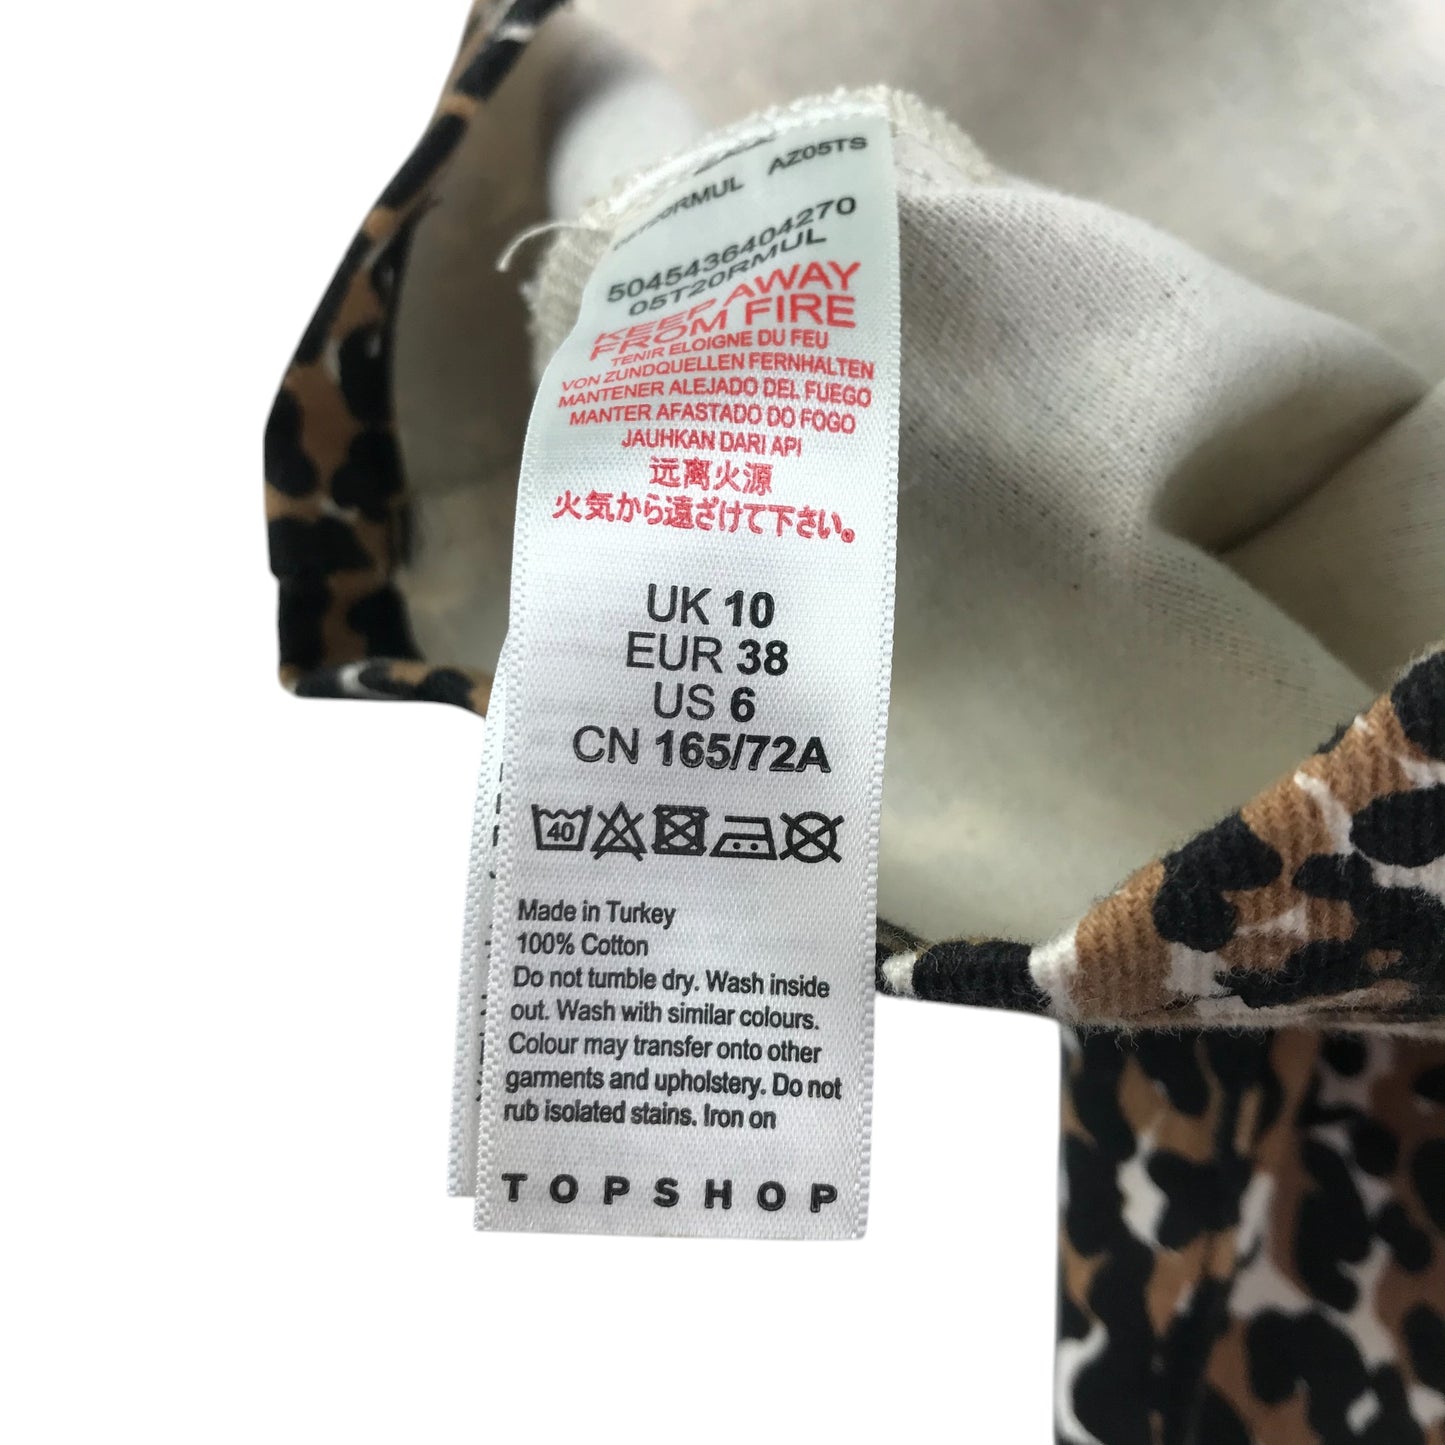 AZ05TS
5045436404270
05T20RMUL
KEEP AWAY
FROM FIRE
TENIR ELOIGNE DU FEU
VON ZUNDQUELLEN FERNHALTEN
MANTENER ALEJADO DEL FUEGO
MANTER AFASTADO DO FOGO
JAUHKAN DARI API
远离火源
火気から遠ざけて下さい。
UK 10
EUR 38
US 6
CN 165/72A
40
Made in Turkey
100% Cotton
Do not tumble dry. Wash inside
out. Wash with similar colours.
Colour may transfer onto other
garments and upholstery. Do not
rub isolated stains. Iron on
TOPSHOP